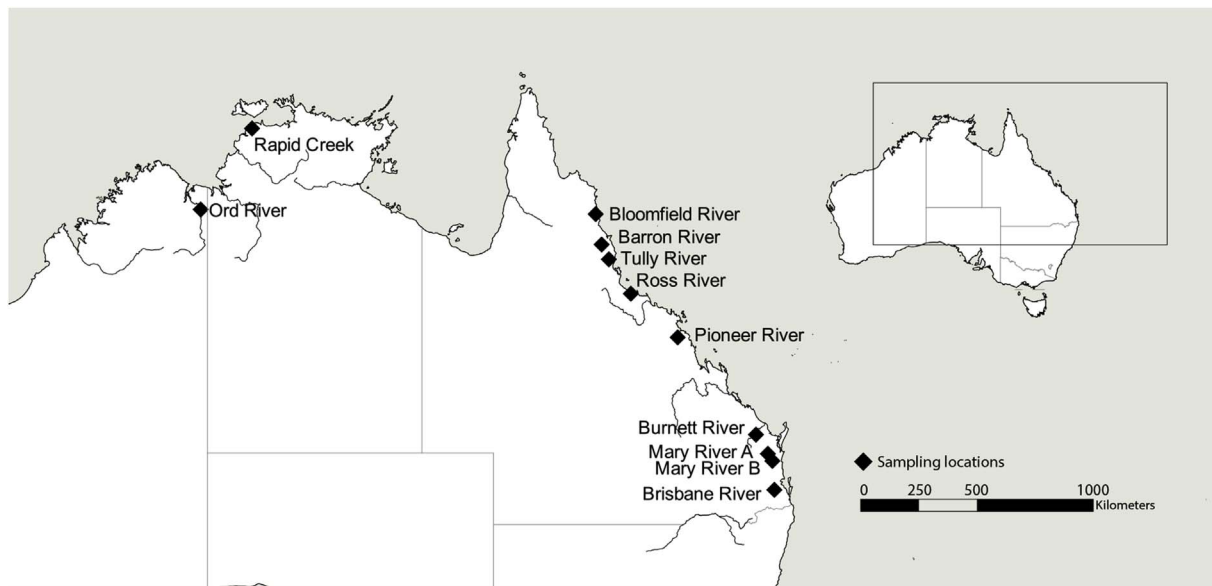 Rapid Creek
Ord River
Bloomfield River
Barron River
Tully River
Ross River
Pioneer River
Burnett River
Mary River A
Mary River B
Brisbane River
Sampling locations
0 250 500 1000
Kilometers